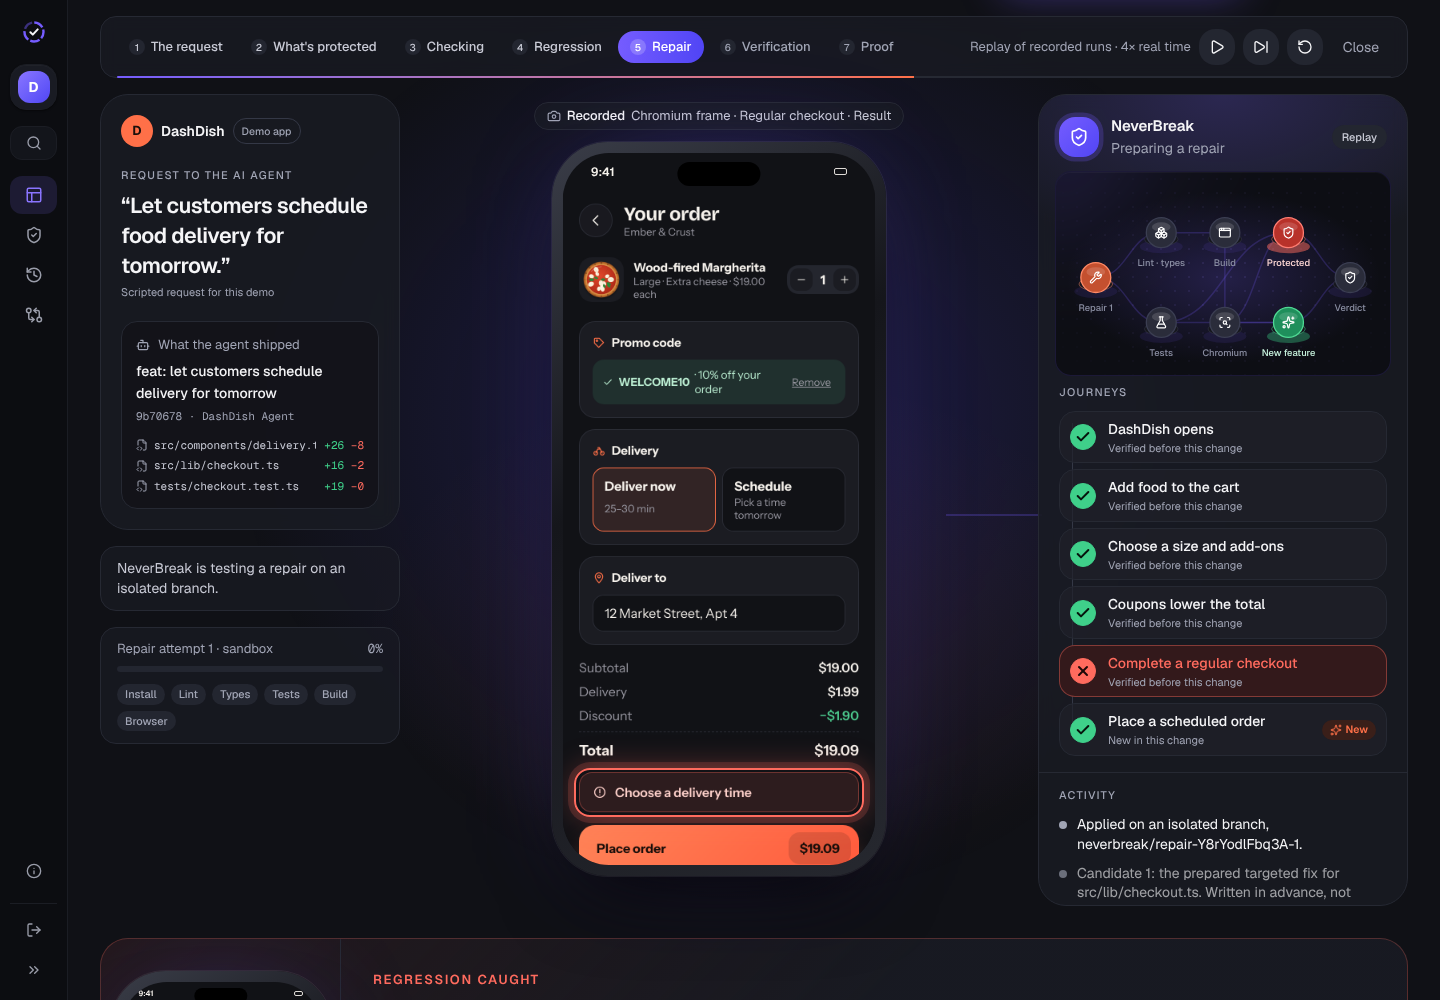 1 The request
2 What's protected
3 Checking
4 Regression
5 Repair
6 Verification
7 Proof
Replay of recorded runs · 4× real time
Close
D
D
DashDish
Demo app
REQUEST TO THE AI AGENT
“Let customers schedule
food delivery for
tomorrow.”
Scripted request for this demo
What the agent shipped
feat: let customers schedule
delivery for tomorrow
9b70678 · DashDish Agent
src/components/delivery.t +26 −8
src/lib/checkout.ts +16 −2
tests/checkout.test.ts +19 −0
NeverBreak is testing a repair on an
isolated branch.
Repair attempt 1 · sandbox 0%
Install Lint Types Tests Build
Browser
Recorded Chromium frame · Regular checkout · Result
9:41
Your order
Ember & Crust
Wood-fired Margherita
Large · Extra cheese · $19.00
each
− 1 +
Promo code
WELCOME10 · 10% off your
order
Remove
Delivery
Deliver now
25–30 min
Schedule
Pick a time
tomorrow
Deliver to
12 Market Street, Apt 4
Subtotal $19.00
Delivery $1.99
Discount −$1.90
Total $19.09
Choose a delivery time
Place order $19.09
NeverBreak
Preparing a repair
Replay
Lint · types
Build
Protected
Repair 1
Verdict
Tests
Chromium
New feature
JOURNEYS
DashDish opens
Verified before this change
Add food to the cart
Verified before this change
Choose a size and add-ons
Verified before this change
Coupons lower the total
Verified before this change
Complete a regular checkout
Verified before this change
Place a scheduled order
New in this change
New
ACTIVITY
Applied on an isolated branch,
neverbreak/repair-Y8rYodlFbq3A-1.
Candidate 1: the prepared targeted fix for
src/lib/checkout.ts. Written in advance, not
9:41
REGRESSION CAUGHT